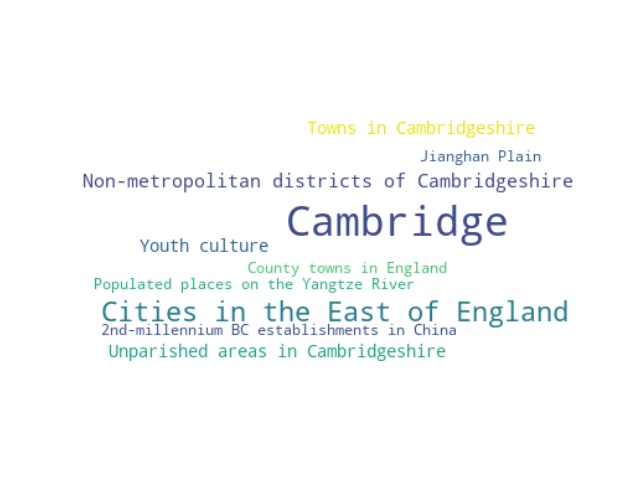 Towns in Cambridgeshire
Jianghan Plain
Non-metropolitan districts of Cambridgeshire
Cambridge
Youth culture
County towns in England
Populated places on the Yangtze River
Cities in the East of England
2nd-millennium BC establishments in China
Unparished areas in Cambridgeshire